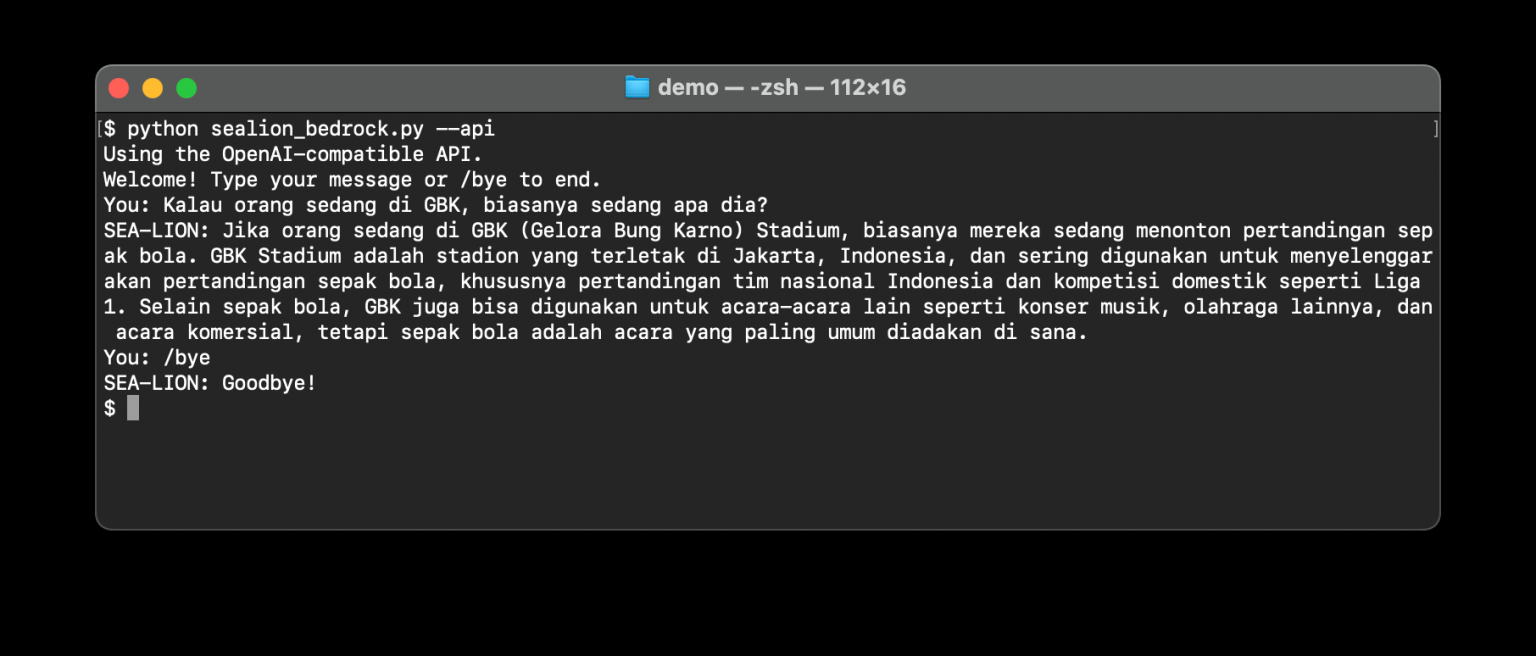 demo — -zsh — 112×16
[$ python sealion_bedrock.py --api ]
Using the OpenAI-compatible API.
Welcome! Type your message or /bye to end.
You: Kalau orang sedang di GBK, biasanya sedang apa dia?
SEA-LION: Jika orang sedang di GBK (Gelora Bung Karno) Stadium, biasanya mereka sedang menonton pertandingan sep
ak bola. GBK Stadium adalah stadion yang terletak di Jakarta, Indonesia, dan sering digunakan untuk menyelenggar
akan pertandingan sepak bola, khususnya pertandingan tim nasional Indonesia dan kompetisi domestik seperti Liga
1. Selain sepak bola, GBK juga bisa digunakan untuk acara-acara lain seperti konser musik, olahraga lainnya, dan
 acara komersial, tetapi sepak bola adalah acara yang paling umum diadakan di sana.
You: /bye
SEA-LION: Goodbye!
$